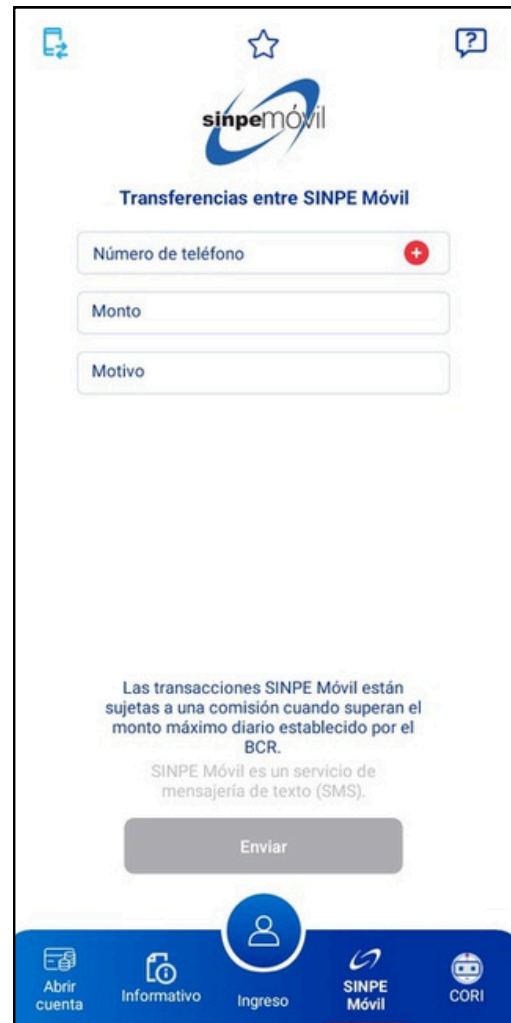 ?
sinpemóvil
Transferencias entre SINPE Móvil
Número de teléfono
Monto
Motivo
Las transacciones SINPE Móvil están
sujetas a una comisión cuando superan el
monto máximo diario establecido por el
BCR.
SINPE Móvil es un servicio de
mensajería de texto (SMS).
Enviar
Abrir
cuenta
Informativo
Ingreso
SINPE
Móvil
CORI